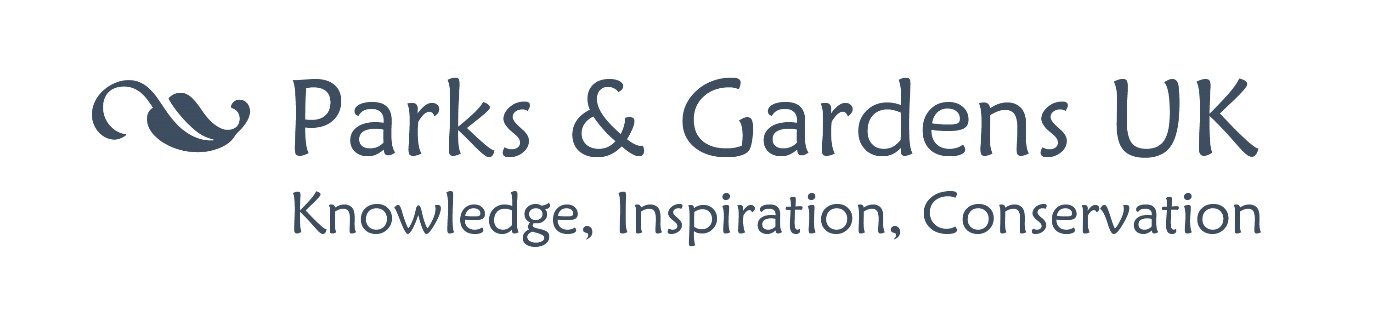 Parks & Gardens UK
Knowledge, Inspiration, Conservation